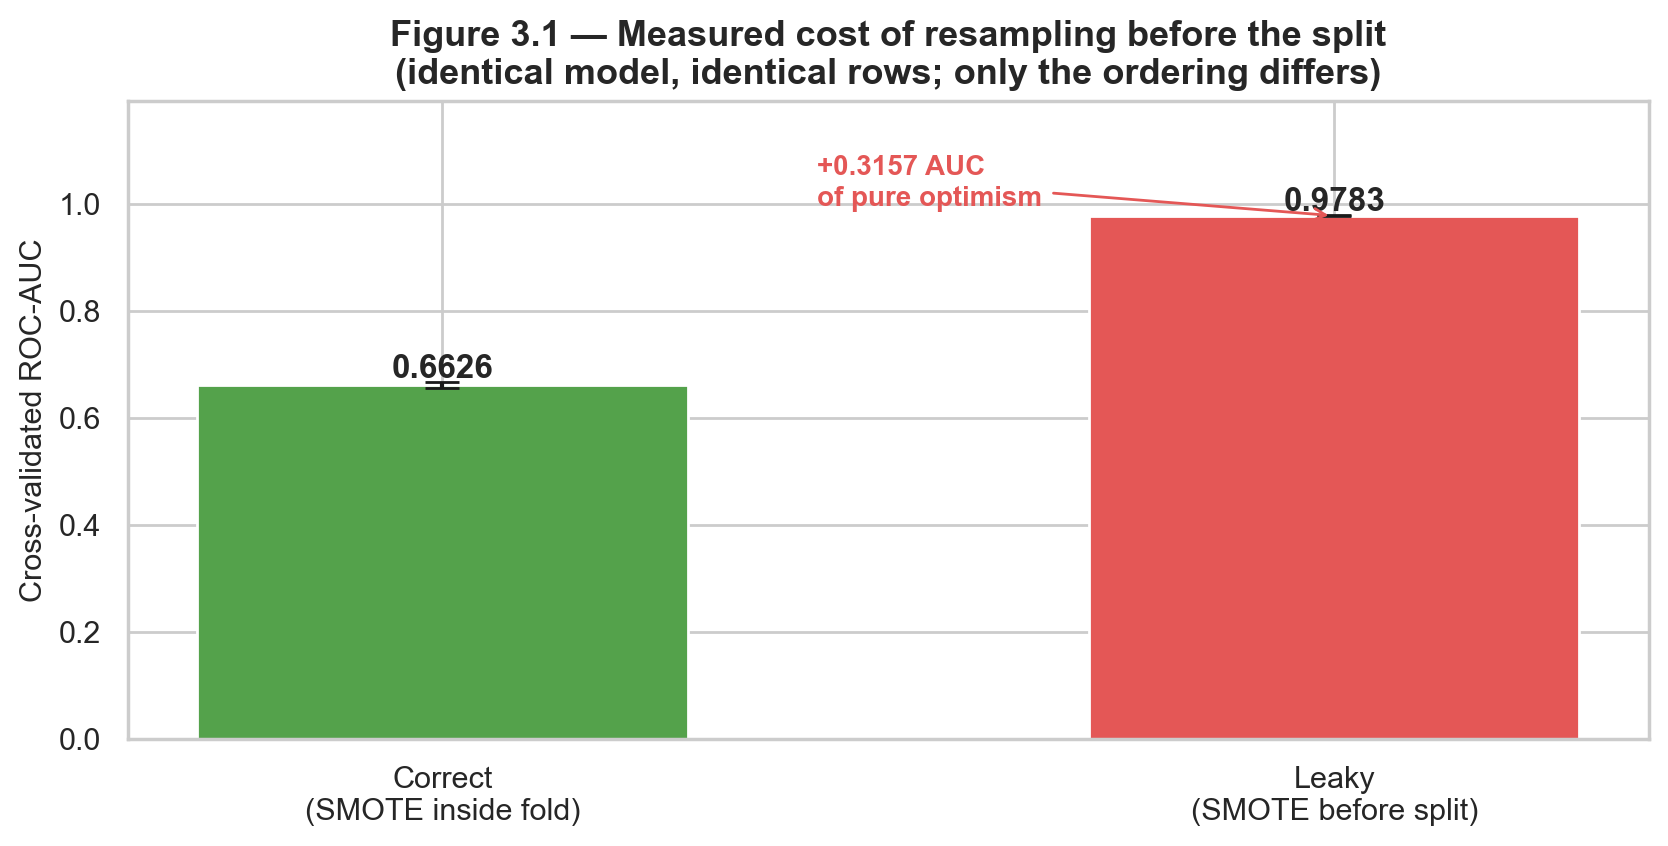 Figure 3.1 — Measured cost of resampling before the split
(identical model, identical rows; only the ordering differs)
+0.3157 AUC
of pure optimism
0.9783
0.6626
Cross-validated ROC-AUC
1.0
0.8
0.6
0.4
0.2
0.0
Correct
(SMOTE inside fold)
Leaky
(SMOTE before split)